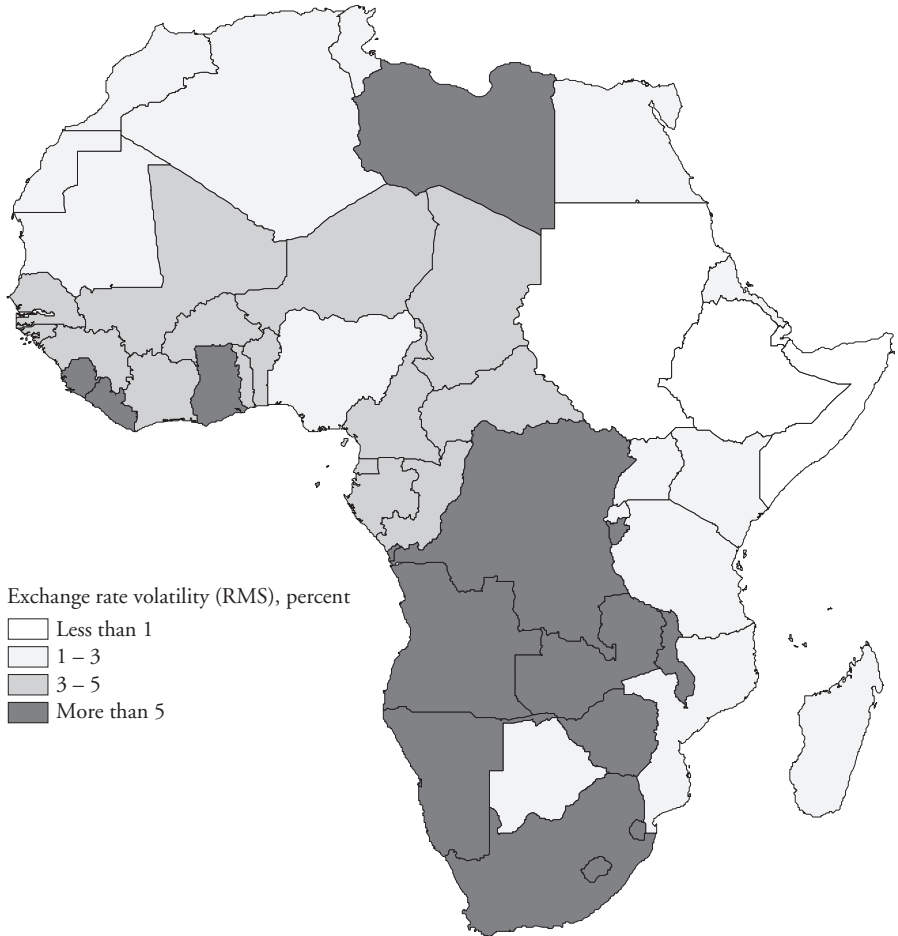 Exchange rate volatility (RMS), percent
Less than 1
1 – 3
3 – 5
More than 5